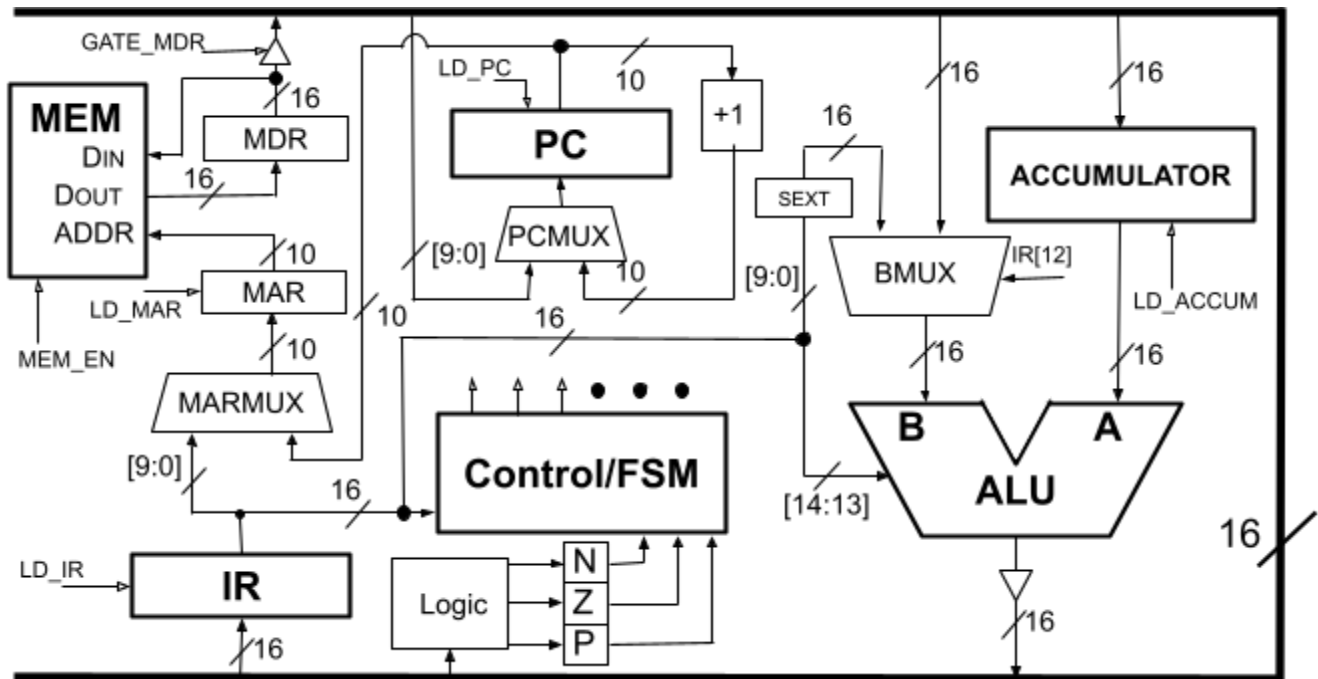 GATE_MDR
16
MEM
DIN
DOUT
ADDR
MDR
16
10
MAR
LD_MAR
MEM_EN
10
MARMUX
[9:0]
16
LD_IR
IR
16
LD_PC
10
+1
PC
PCMUX
[9:0]
10
10
16
Control/FSM
Logic
N
Z
P
16
SEXT
[9:0]
16
16
ACCUMULATOR
BMUX
IR[12]
LD_ACCUM
16
16
B
A
ALU
[14:13]
16
16